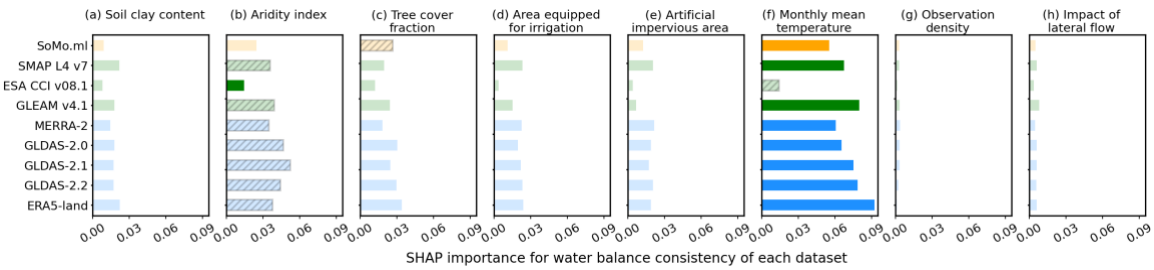 (a) Soil clay content
(b) Aridity index
(c) Tree cover
fraction
(d) Area equipped
for irrigation
(e) Artificial
impervious area
(f) Monthly mean
temperature
(g) Observation
density
(h) Impact of
lateral flow
SoMo.ml
SMAP L4 v7
ESA CCI v08.1
GLEAM v4.1
MERRA-2
GLDAS-2.0
GLDAS-2.1
GLDAS-2.2
ERA5-land
0.00 0.03 0.06 0.09 0.00 0.03 0.06 0.09 0.00 0.03 0.06 0.09 0.00 0.03 0.06 0.09 0.00 0.03 0.06 0.09 0.00 0.03 0.06 0.09 0.00 0.03 0.06 0.09 0.00 0.03 0.06 0.09
SHAP importance for water balance consistency of each dataset